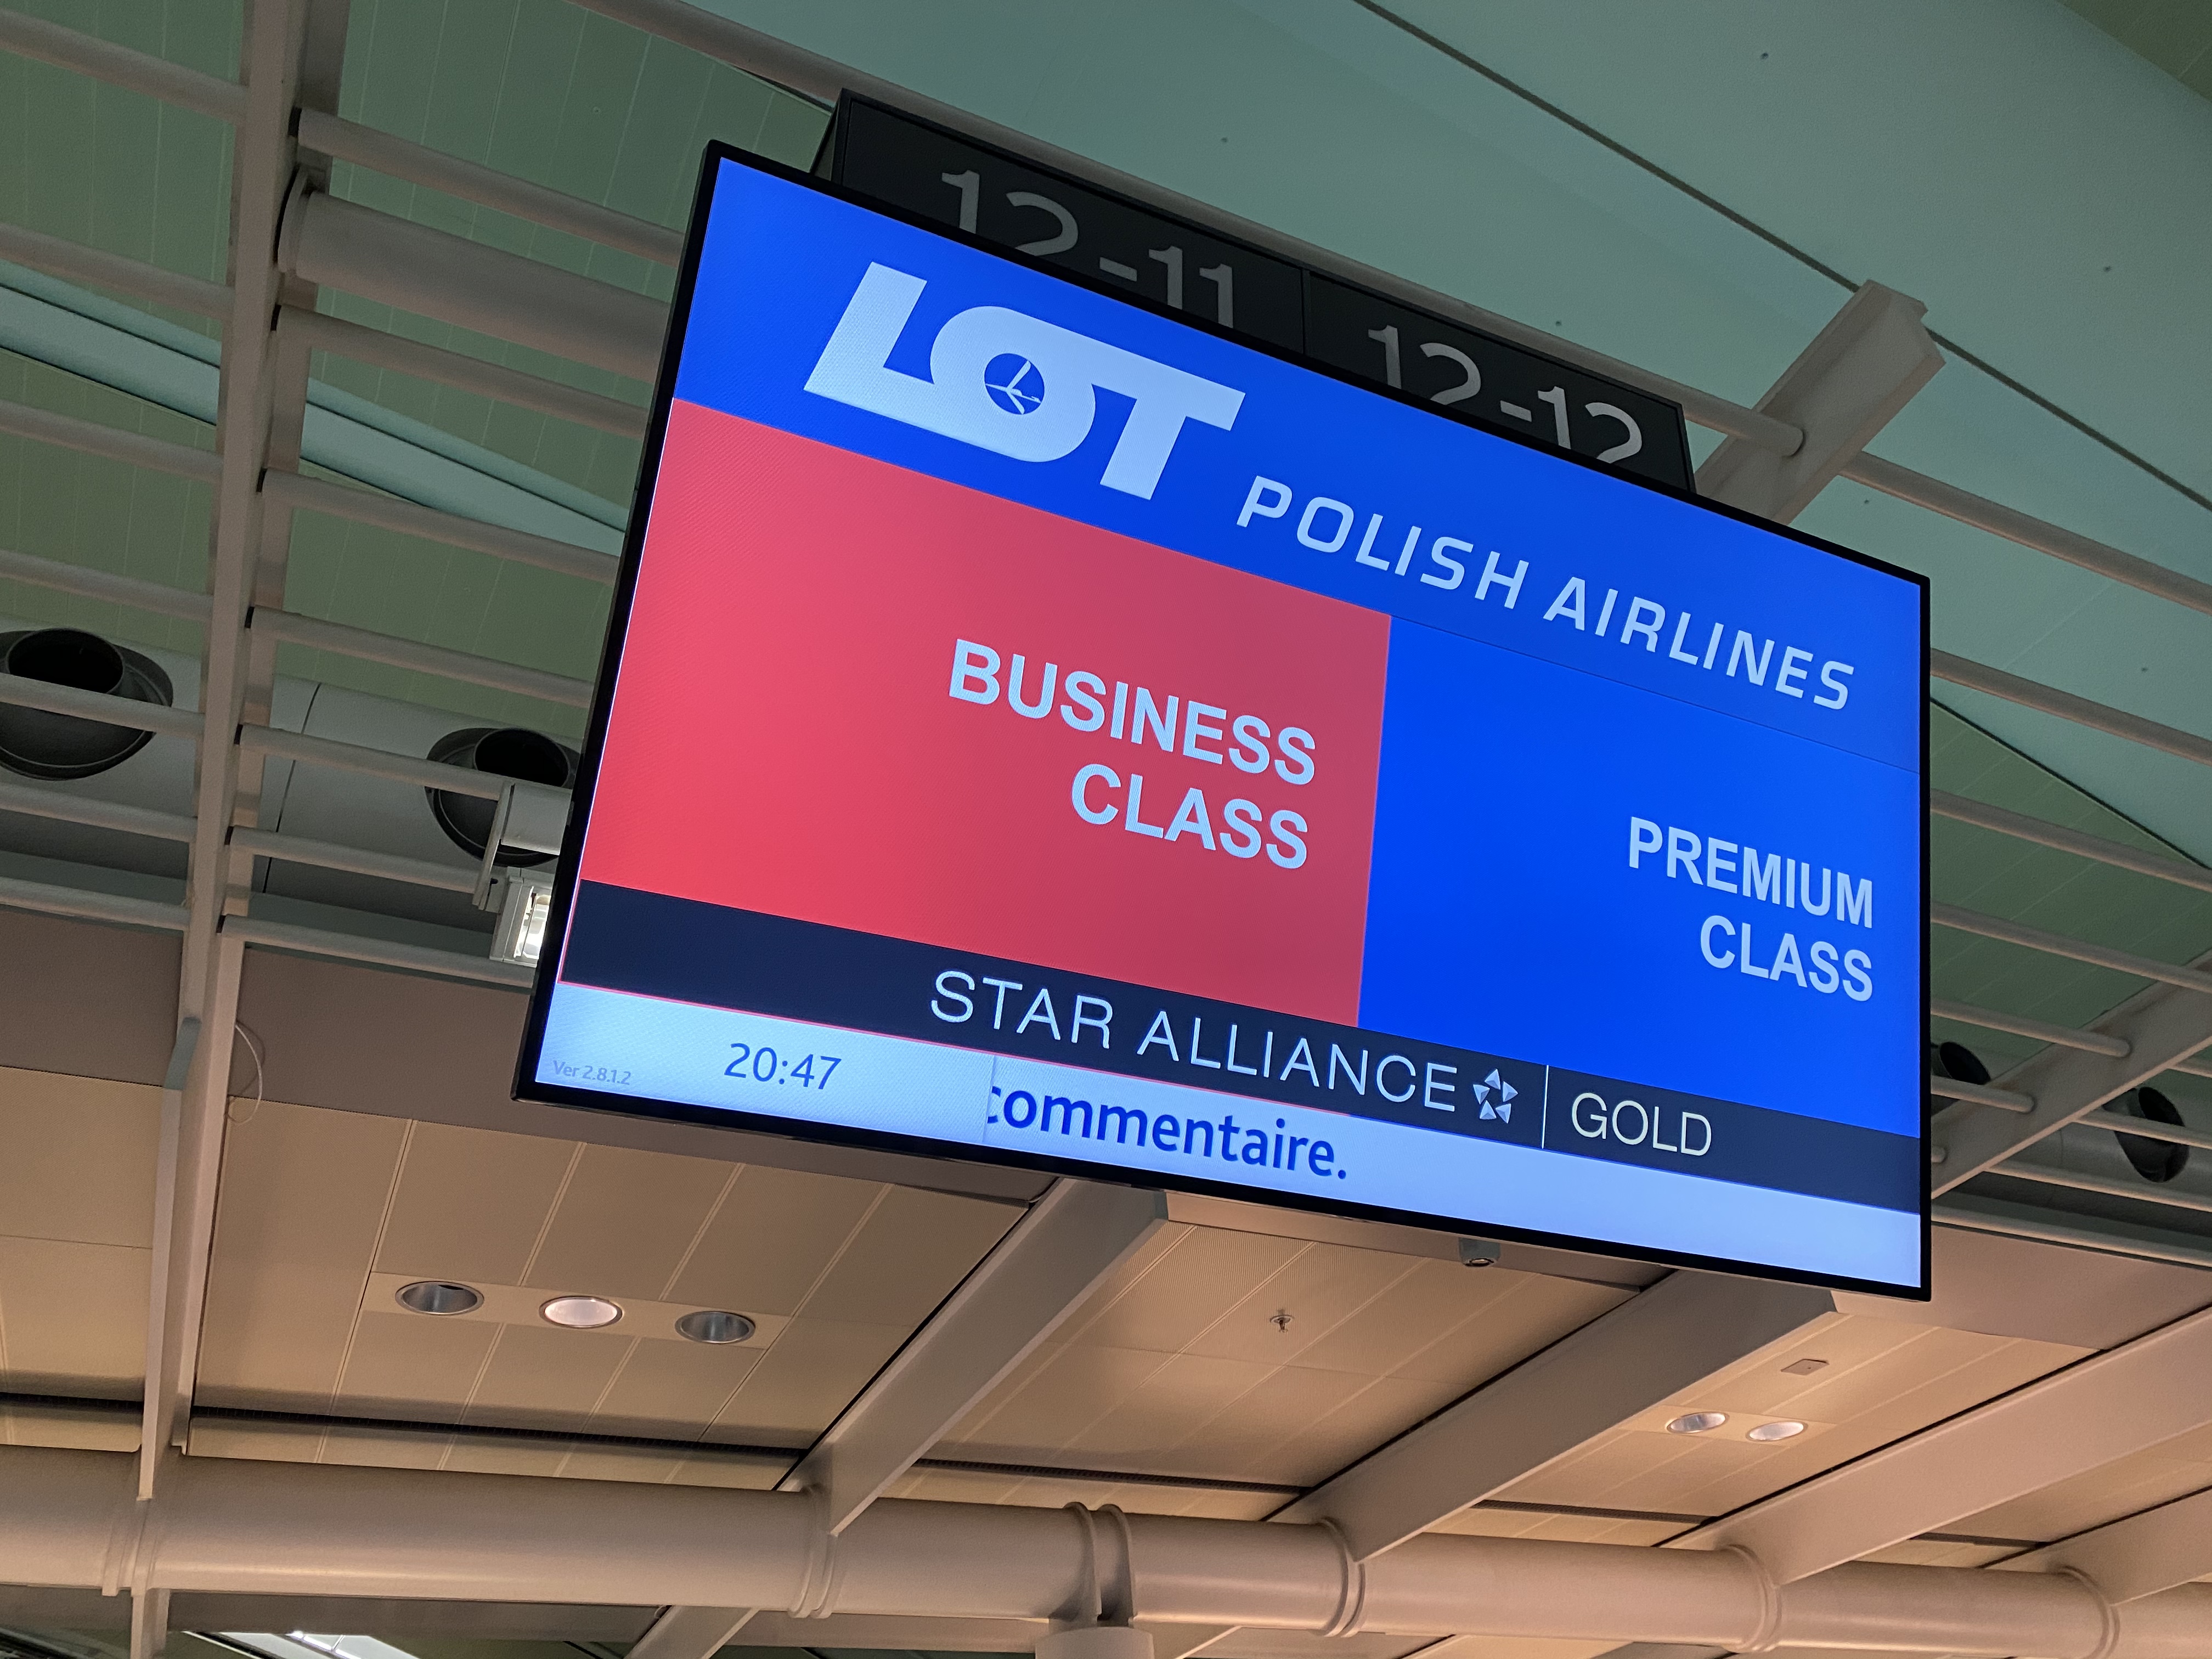 12-11
12-12
LOT
POLISH AIRLINES
BUSINESS
CLASS
PREMIUM
CLASS
STAR ALLIANCE
GOLD
Ver 2.8.1.2
20:47
commentaire.